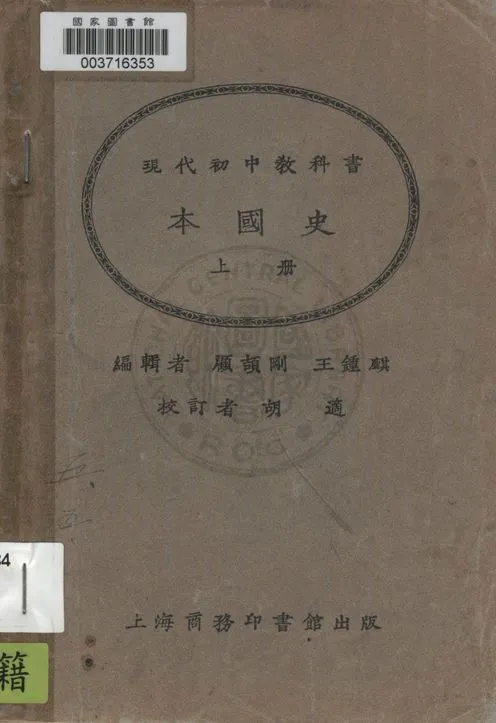 國家圖書館
003716353
現代初中教科書
本國史
上册
編輯者 顧頡剛 王鍾麒
校訂者 胡適
上海商務印書館出版
籍